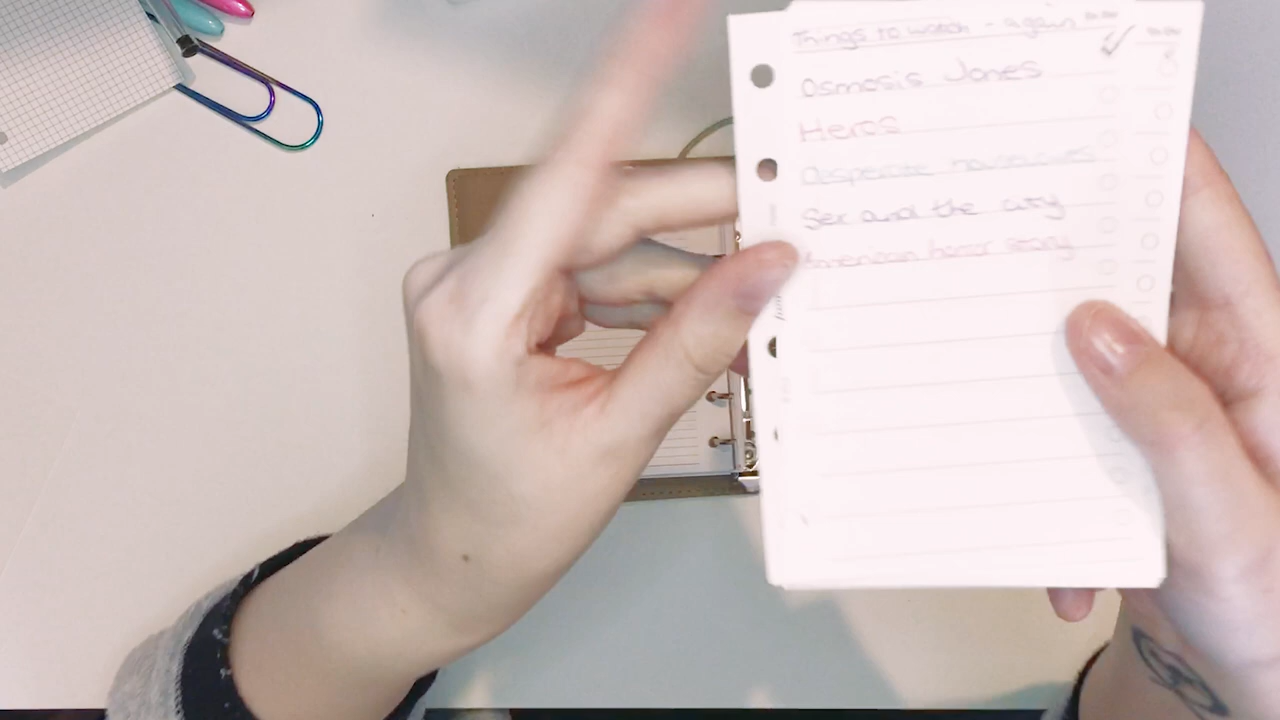 Things to watch - again
Osmosis Jones
Heros
Desperate housewives
Sex and the city
American horror story